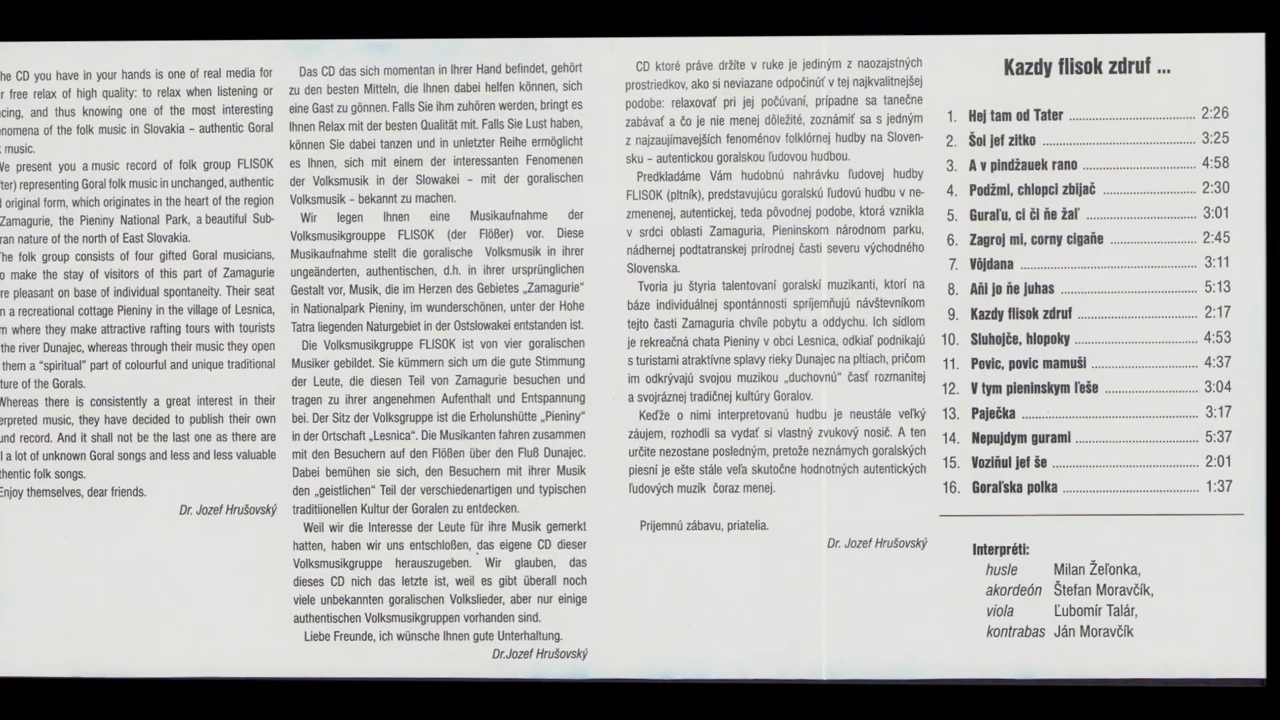 he CD you have in your hands is one of real media for
r free relax of high quality: to relax when listening or
cing, and thus knowing one of the most interesting
nomena of the folk music in Slovakia – authentic Goral
music.
We present you a music record of folk group FLISOK
ter) representing Goral folk music in unchanged, authentic
original form, which originates in the heart of the region
Zamagurie, the Pieniny National Park, a beautiful Sub-
ran nature of the north of East Slovakia.
he folk group consists of four gifted Goral musicians,
o make the stay of visitors of this part of Zamagurie
re pleasant on base of individual spontaneity. Their seat
n a recreational cottage Pieniny in the village of Lesnica,
m where they make attractive rafting tours with tourists
the river Dunajec, whereas through their music they open
them a "spiritual" part of colourful and unique traditional
ture of the Gorals.
Whereas there is consistently a great interest in their
erpreted music, they have decided to publish their own
und record. And it shall not be the last one as there are
l a lot of unknown Goral songs and less and less valuable
thentic folk songs.
Enjoy themselves, dear friends.
Dr. Jozef Hrušovský
Das CD das sich momentan in Ihrer Hand befindet, gehört
zu den besten Mitteln, die Ihnen dabei helfen können, sich
eine Gast zu gönnen. Falls Sie ihm zuhören werden, bringt es
Ihnen Relax mit der besten Qualität mit. Falls Sie Lust haben,
können Sie dabei tanzen und in unletzter Reihe ermöglicht
es Ihnen, sich mit einem der interessanten Fenomenen
der Volksmusik in der Slowakei – mit der goralischen
Volksmusik – bekannt zu machen.
Wir legen Ihnen eine Musikaufnahme der
Volksmusikgrouppe FLISOK (der Flößer) vor. Diese
Musikaufnahme stellt die goralische Volksmusik in ihrer
ungeänderten, authentischen, d.h. in ihrer ursprünglichen
Gestalt vor, Musik, die im Herzen des Gebietes „Zamagurie"
in Nationalpark Pieniny, im wunderschönen, unter der Hohe
Tatra liegenden Naturgebiet in der Ostslowakei entstanden ist.
Die Volksmusikgruppe FLISOK ist von vier goralischen
Musiker gebildet. Sie kümmern sich um die gute Stimmung
der Leute, die diesen Teil von Zamagurie besuchen und
tragen zu ihrer angenehmen Aufenthalt und Entspannung
bei. Der Sitz der Volksgruppe ist die Erholunshütte „Pieniny"
in der Ortschaft „Lesnica". Die Musikanten fahren zusammen
mit den Besuchern auf den Flößen über den Fluß Dunajec.
Dabei bemühen sie sich, den Besuchern mit ihrer Musik
den „geistlichen" Teil der verschiedenartigen und typischen
traditiionellen Kultur der Goralen zu entdecken.
Weil wir die Interesse der Leute für ihre Musik gemerkt
hatten, haben wir uns entschloßen, das eigene CD dieser
Volksmusikgruppe herauszugeben. Wir glauben, das
dieses CD nich das letzte ist, weil es gibt überall noch
viele unbekannten goralischen Volkslieder, aber nur einige
authentischen Volksmusikgruppen vorhanden sind.
Liebe Freunde, ich wünsche Ihnen gute Unterhaltung.
Dr.Jozef Hrušovský
CD ktoré práve držíte v ruke je jediným z naozajstných
prostriedkov, ako si neviazane odpočinúť v tej najkvalitnejšej
podobe: relaxovať pri jej počúvaní, prípadne sa tanečne
zabávať a čo je nie menej dôležité, zoznámiť sa s jedným
z najzaujímavejších fenoménov folklórnej hudby na Sloven-
sku – autentickou goralskou ľudovou hudbou.
Predkladáme Vám hudobnú nahrávku ľudovej hudby
FLISOK (pltník), predstavujúcu goralskú ľudovú hudbu v ne-
zmenenej, autentickej, teda pôvodnej podobe, ktorá vznikla
v srdci oblasti Zamaguria, Pieninskom národnom parku,
nádhernej podtatranskej prírodnej časti severu východného
Slovenska.
Tvoria ju štyria talentovaní goralskí muzikanti, ktorí na
báze individuálnej spontánnosti spríjemňujú návštevníkom
tejto časti Zamaguria chvíle pobytu a oddychu. Ich sídlom
je rekreačná chata Pieniny v obci Lesnica, odkiaľ podnikajú
s turistami atraktívne splavy rieky Dunajec na pltiach, pričom
im odkrývajú svojou muzikou „duchovnú" časť rozmanitej
a svojráznej tradičnej kultúry Goralov.
Keďže o nimi interpretovanú hudbu je neustále veľký
záujem, rozhodli sa vydať si vlastný zvukový nosič. A ten
určite nezostane posledným, pretože neznámych goralských
piesní je ešte stále veľa skutočne hodnotných autentických
ľudových muzík čoraz menej.
Prijemnú zábavu, priatelia.
Dr. Jozef Hrušovský
Kazdy flisok zdruf ...
1. Hej tam od Tater 2:26
2. Šol jef zitko 3:25
3. A v pindžauek rano 4:58
4. Podžmi, chlopci zbijač 2:30
5. Guraľu, ci či ňe žaľ 3:01
6. Zagroj mi, corny cigaňe 2:45
7. Vôjdana 3:11
8. Aňi jo ňe juhas 5:13
9. Kazdy flisok zdruf 2:17
10. Sluhojče, hlopoky 4:53
11. Povic, povic mamuši 4:37
12. V tym pieninskym ľeše 3:04
13. Paječka 3:17
14. Nepujdym gurami 5:37
15. Voziňul jef še 2:01
16. Goraľska polka 1:37
Interpréti:
husle Milan Žeľonka,
akordeón Štefan Moravčík,
viola Ľubomír Talár,
kontrabas Ján Moravčík